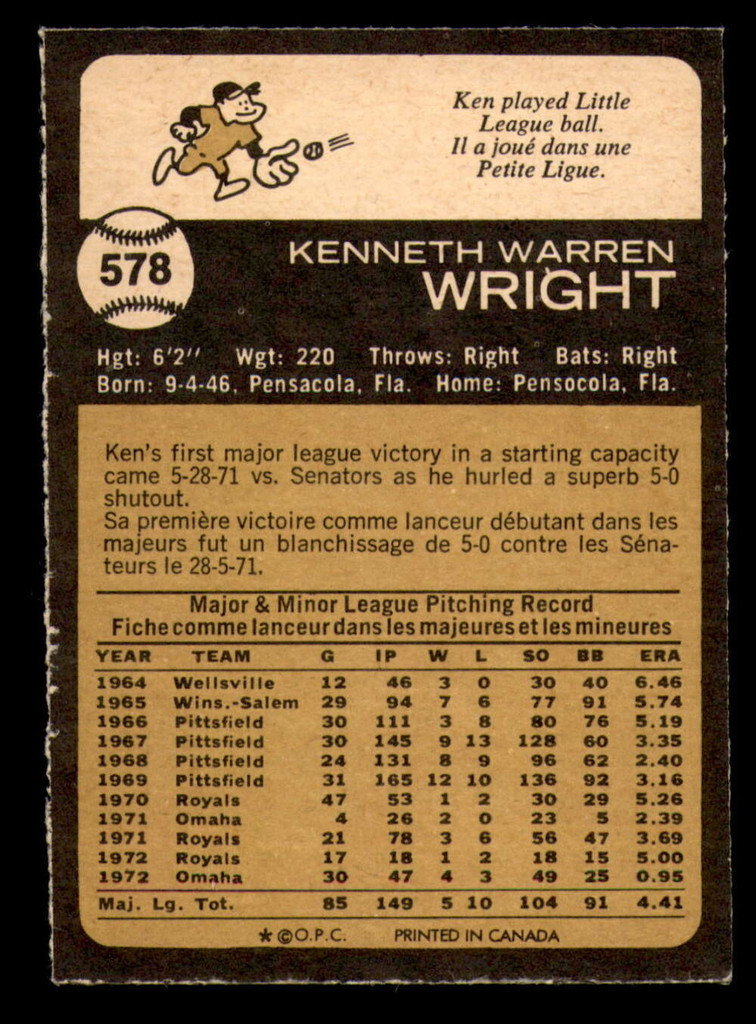 Ken played Little
League ball.
Il a joué dans une
Petite Ligue.
578
KENNETH WARREN
WRIGHT
Hgt: 6'2" Wgt: 220 Throws: Right Bats: Right
Born: 9-4-46, Pensacola, Fla. Home: Pensocola, Fla.
Ken's first major league victory in a starting capacity
came 5-28-71 vs. Senators as he hurled a superb 5-0
shutout.
Sa première victoire comme lanceur débutant dans les
majeurs fut un blanchissage de 5-0 contre les Séna-
teurs le 28-5-71.
Major & Minor League Pitching Record
Fiche comme lanceur dans les majeures et les mineures
YEAR TEAM G IP W L SO BB ERA
1964 Wellsville 12 46 3 0 30 40 6.46
1965 Wins.-Salem 29 94 7 6 77 91 5.74
1966 Pittsfield 30 111 3 8 80 76 5.19
1967 Pittsfield 30 145 9 13 128 60 3.35
1968 Pittsfield 24 131 8 9 96 62 2.40
1969 Pittsfield 31 165 12 10 136 92 3.16
1970 Royals 47 53 1 2 30 29 5.26
1971 Omaha 4 26 2 0 23 5 2.39
1971 Royals 21 78 3 6 56 47 3.69
1972 Royals 17 18 1 2 18 15 5.00
1972 Omaha 30 47 4 3 49 25 0.95
Maj. Lg. Tot. 85 149 5 10 104 91 4.41
* © O.P.C. PRINTED IN CANADA